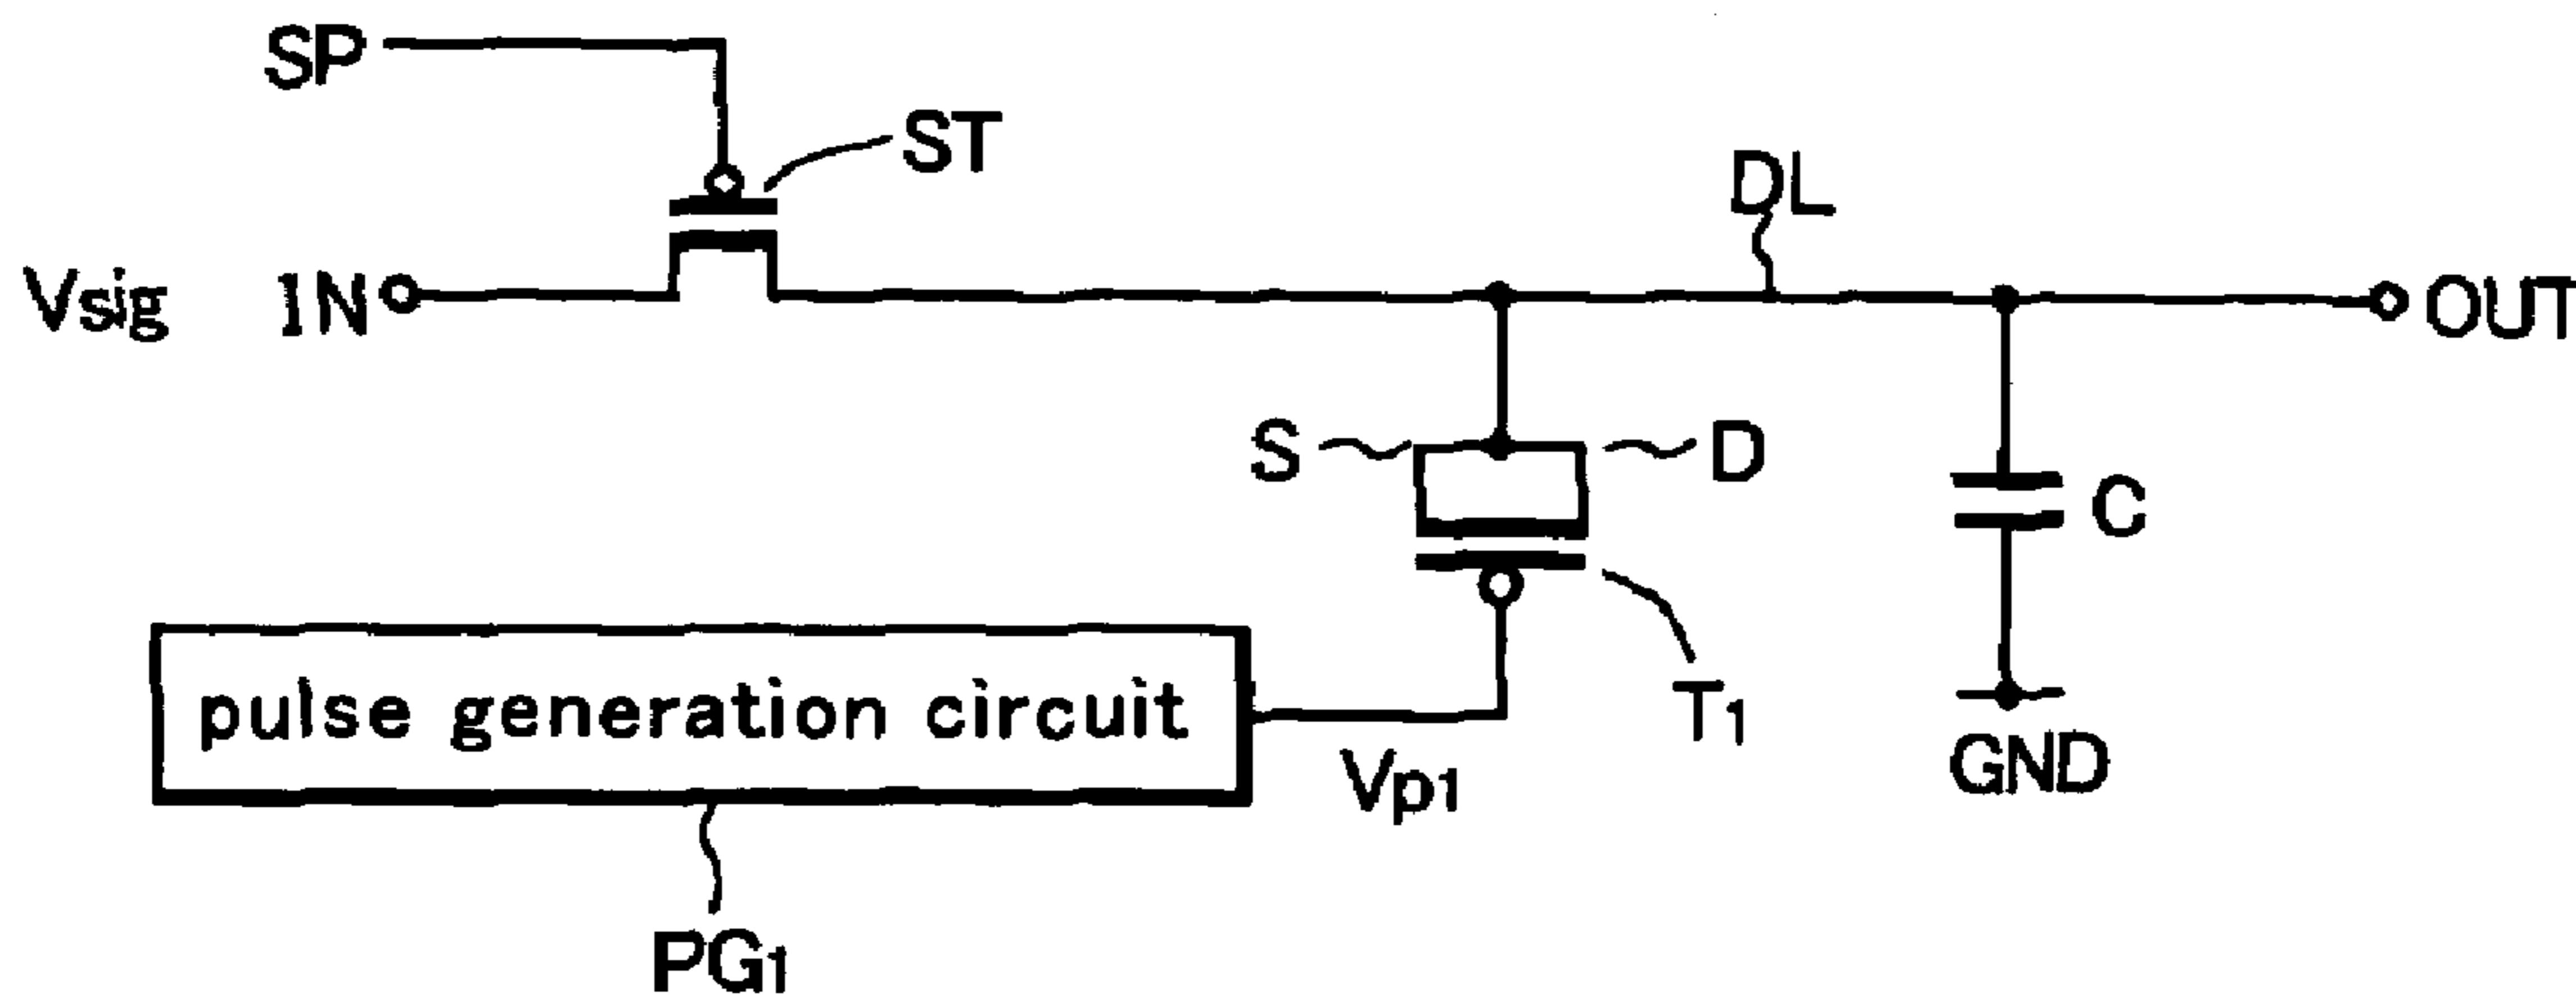 SP
ST
DL
Vsig IN OUT
S D
C
pulse generation circuit
T1
Vp1
GND
PG1